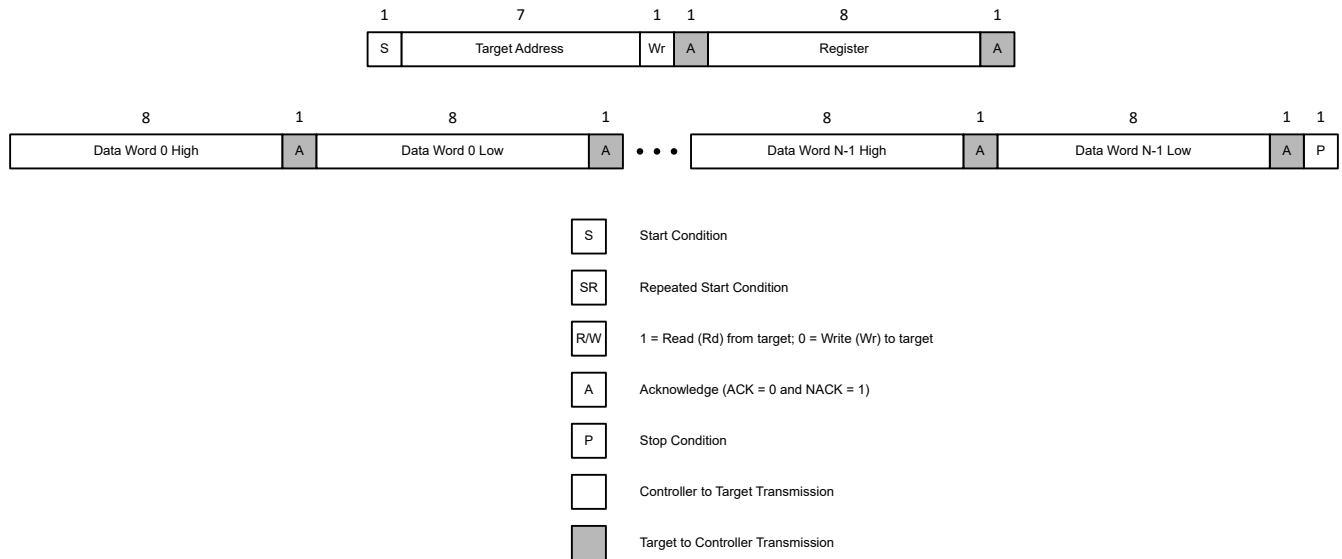 1 7 1 1 8 1
S Target Address Wr A Register A
8 1 8 1 8 1 8 1 1
Data Word 0 High A Data Word 0 Low A • • • Data Word N-1 High A Data Word N-1 Low A P
S Start Condition
SR Repeated Start Condition
R/W 1 = Read (Rd) from target; 0 = Write (Wr) to target
A Acknowledge (ACK = 0 and NACK = 1)
P Stop Condition
Controller to Target Transmission
Target to Controller Transmission